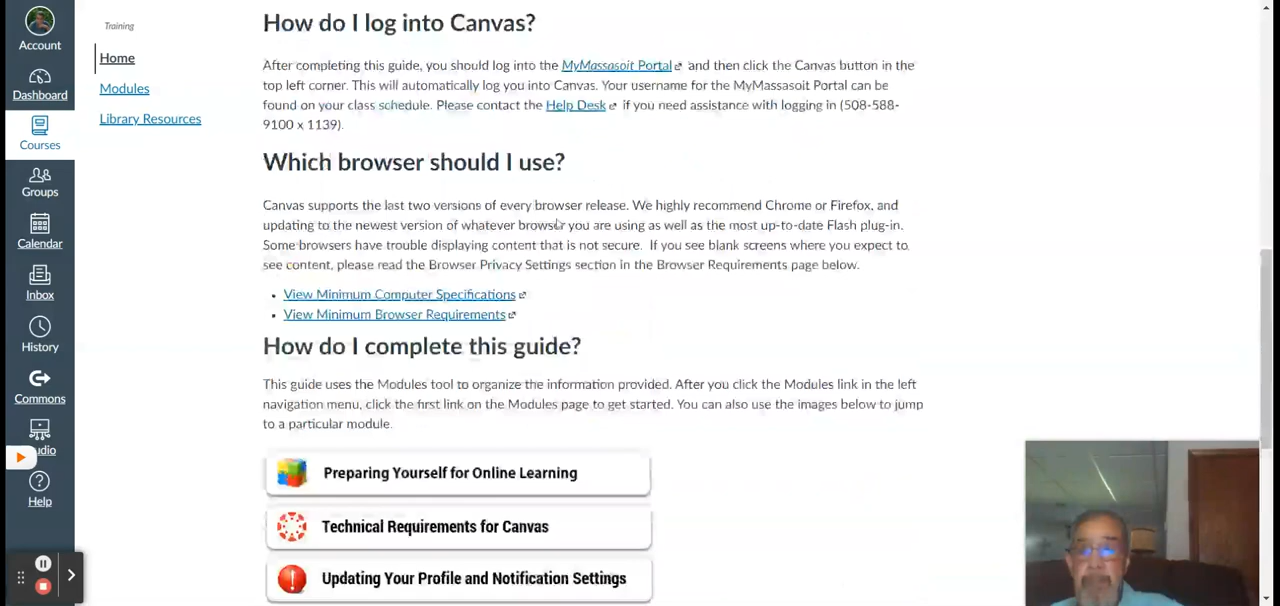 Account
Dashboard
Courses
Groups
Calendar
Inbox
History
Commons
udio
Help
Training
Home
Modules
Library Resources
How do I log into Canvas?
After completing this guide, you should log into the MyMassasoit Portal and then click the Canvas button in the
top left corner. This will automatically log you into Canvas. Your username for the MyMassasoit Portal can be
found on your class schedule. Please contact the Help Desk if you need assistance with logging in (508-588-
9100 x 1139).
Which browser should I use?
Canvas supports the last two versions of every browser release. We highly recommend Chrome or Firefox, and
updating to the newest version of whatever browser you are using as well as the most up-to-date Flash plug-in.
Some browsers have trouble displaying content that is not secure. If you see blank screens where you expect to
see content, please read the Browser Privacy Settings section in the Browser Requirements page below.
• View Minimum Computer Specifications
• View Minimum Browser Requirements
How do I complete this guide?
This guide uses the Modules tool to organize the information provided. After you click the Modules link in the left
navigation menu, click the first link on the Modules page to get started. You can also use the images below to jump
to a particular module.
Preparing Yourself for Online Learning
Technical Requirements for Canvas
Updating Your Profile and Notification Settings